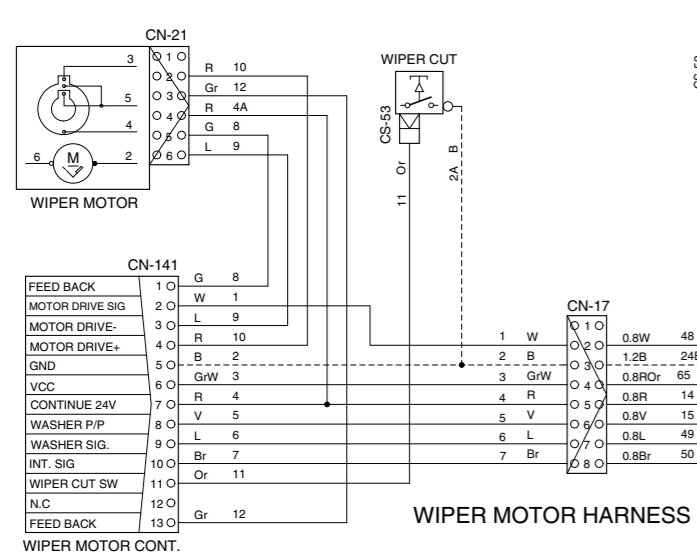 CN-21
3
5
4
6
M
2
1
2
3
4
5
6
R 10
Gr 12
R 4A
G 8
L 9
WIPER MOTOR
WIPER CUT
CS-53
11 Or
2A B
CN-141
FEED BACK 1 G 8
MOTOR DRIVE SIG 2 W 1
MOTOR DRIVE- 3 L 9
MOTOR DRIVE+ 4 R 10
GND 5 B 2
VCC 6 GrW 3
CONTINUE 24V 7 R 4
WASHER P/P 8 V 5
WASHER SIG. 9 L 6
INT. SIG 10 Br 7
WIPER CUT SW 11 Or 11
N.C 12
FEED BACK 13 Gr 12
WIPER MOTOR CONT.
CN-17
1
1 W 2 0.8W 48
2 B 3 1.2B
3 GrW 4 0.8ROr 65
4 R 5 0.8R 14
5 V 6 0.8V 15
6 L 7 0.8L 49
7 Br 8 0.8Br 50
WIPER MOTOR HARNESS